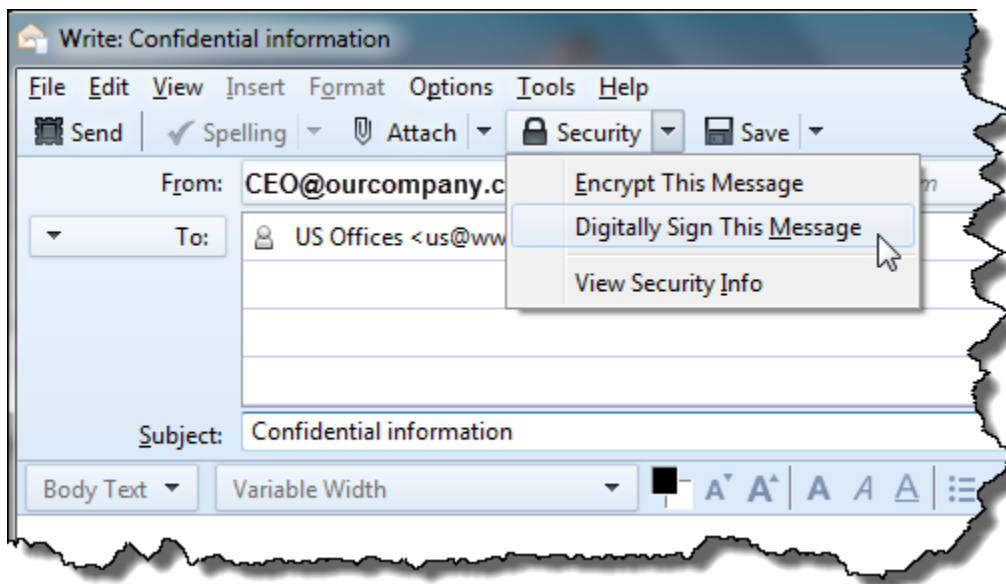 Write: Confidential information
File Edit View Insert Format Options Tools Help
Send Spelling Attach Security Save
From: CEO@ourcompany.c
Encrypt This Message
To: US Offices <us@ww
Digitally Sign This Message
View Security Info
Subject: Confidential information
Body Text Variable Width